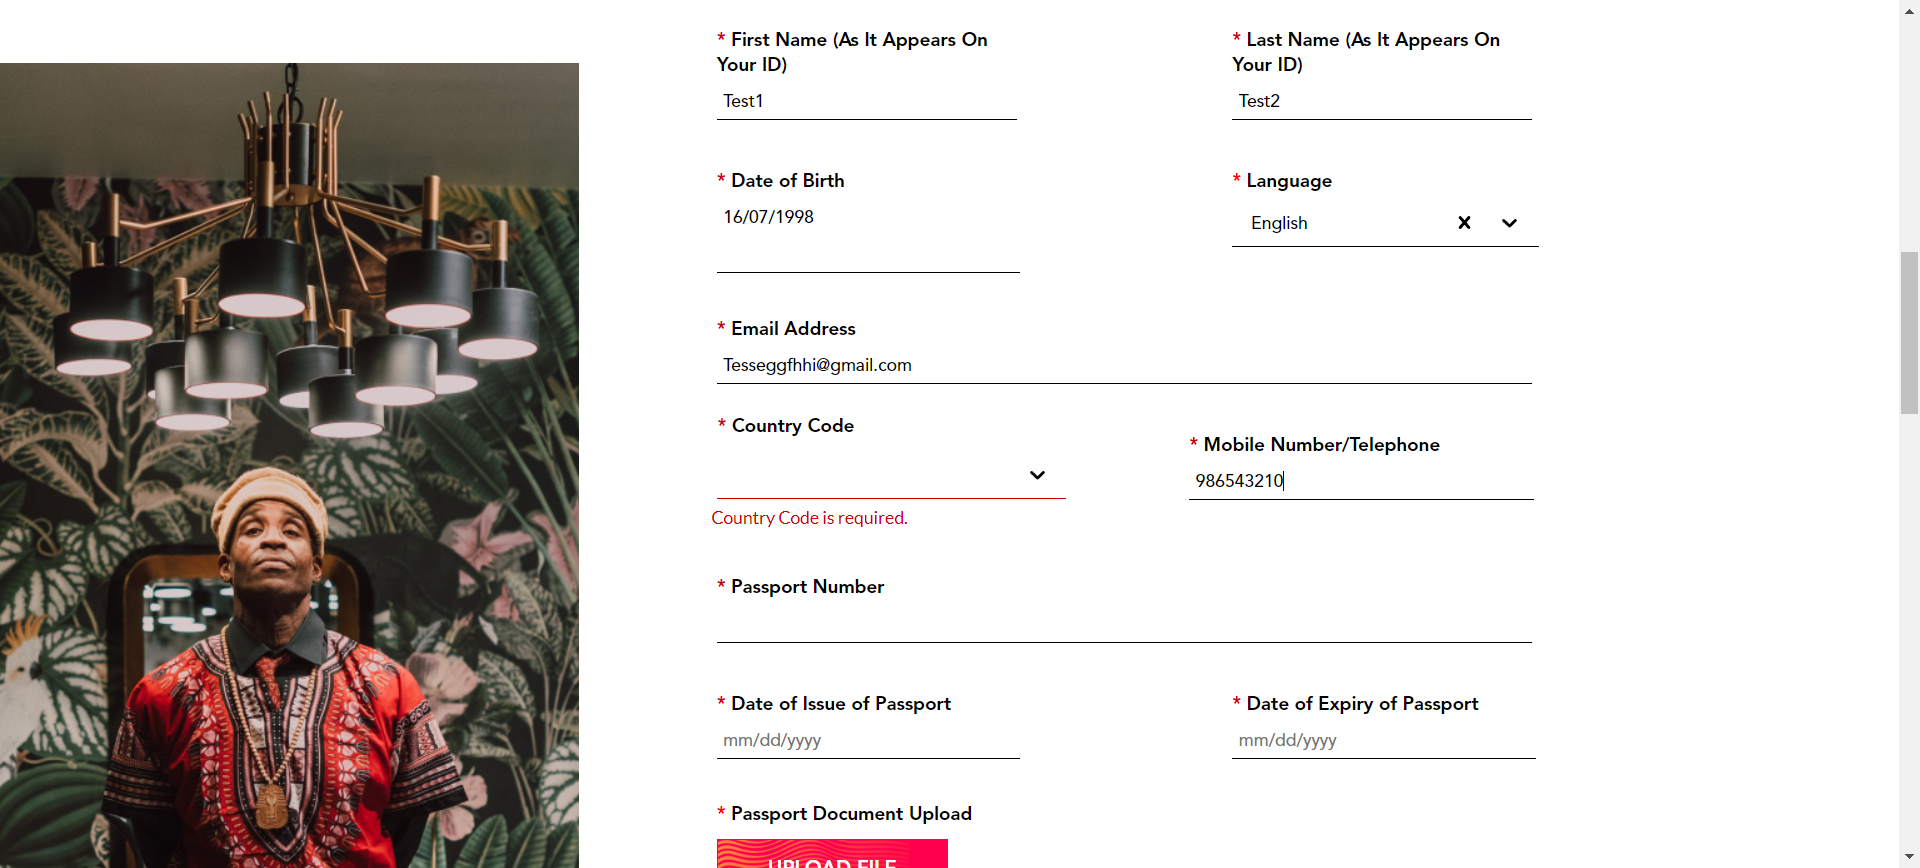 * First Name (As It Appears On
Your ID)
Test1
* Last Name (As It Appears On
Your ID)
Test2
* Date of Birth
16/07/1998
* Language
English
* Email Address
Tesseggfhhi@gmail.com
* Country Code
Country Code is required.
* Mobile Number/Telephone
986543210
* Passport Number
* Date of Issue of Passport
mm/dd/yyyy
* Date of Expiry of Passport
mm/dd/yyyy
* Passport Document Upload
UPLOAD FILE